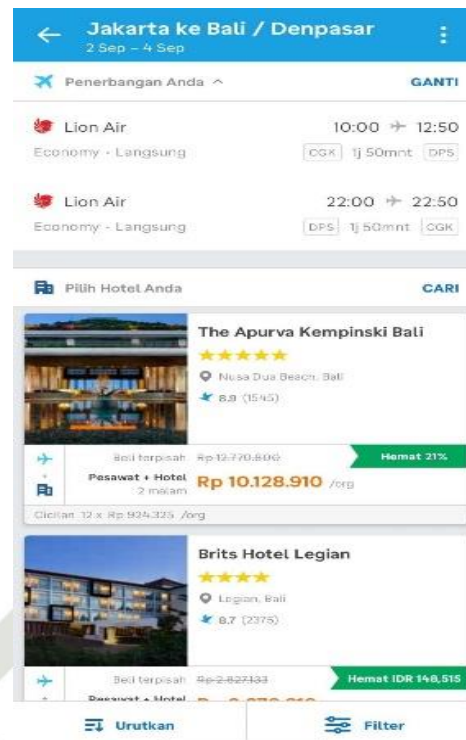 Jakarta ke Bali / Denpasar
2 Sep – 4 Sep
Penerbangan Anda
GANTI
Lion Air
10:00 12:50
Economy - Langsung
CGK 1j 50mnt DPS
Lion Air
22:00 22:50
Economy - Langsung
DPS 1j 50mnt CGK
Pilih Hotel Anda
CARI
The Apurva Kempinski Bali
Nusa Dua Beach, Bali
8.9 (1545)
Beli terpisah Rp 12.770.800 Hemat 21%
Pesawat + Hotel
2 malam
Rp 10.128.910 /org
Cicilan 12 x Rp 924.325 /org
Brits Hotel Legian
Legian, Bali
8.7 (2375)
Beli terpisah Rp 2.827.133 Hemat IDR 148,515
Pesawat + Hotel
Urutkan
Filter